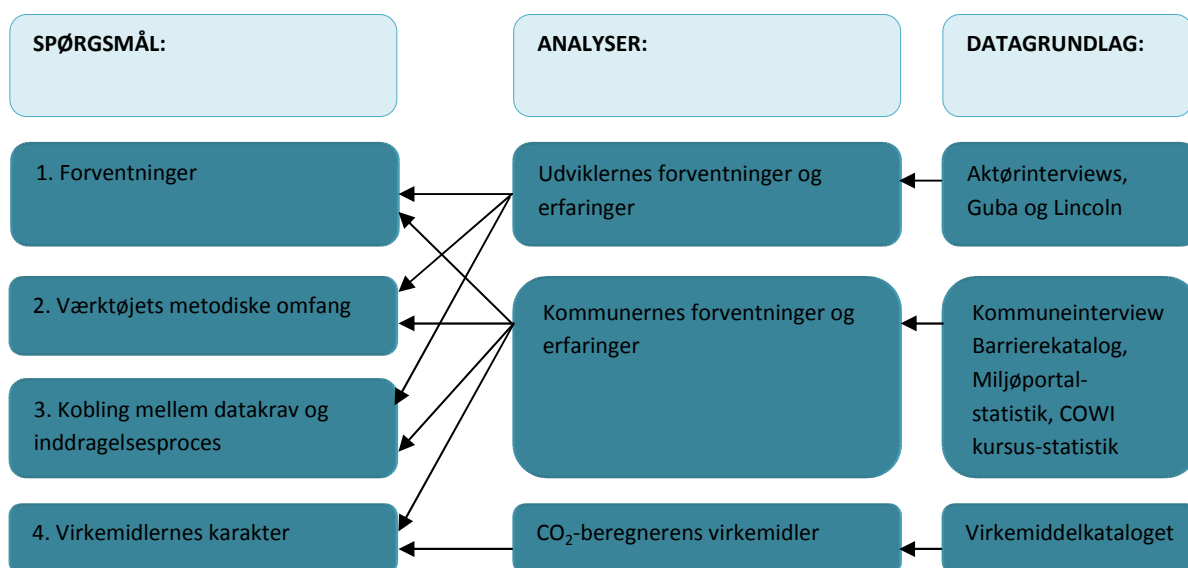 SPØRGSMÅL:
ANALYSER:
DATAGRUNDLAG:
1. Forventninger
Udviklernes forventninger og
erfaringer
Aktørinterviews,
Guba og Lincoln
2. Værktøjets metodiske omfang
Kommunernes forventninger og
erfaringer
Kommuneinterview
Barrierekatalog,
Miljøportal-
statistik, COWI
kursus-statistik
3. Kobling mellem datakrav og
inddragelsesproces
4. Virkemidlernes karakter
CO₂-beregnerens virkemidler
Virkemiddelkataloget